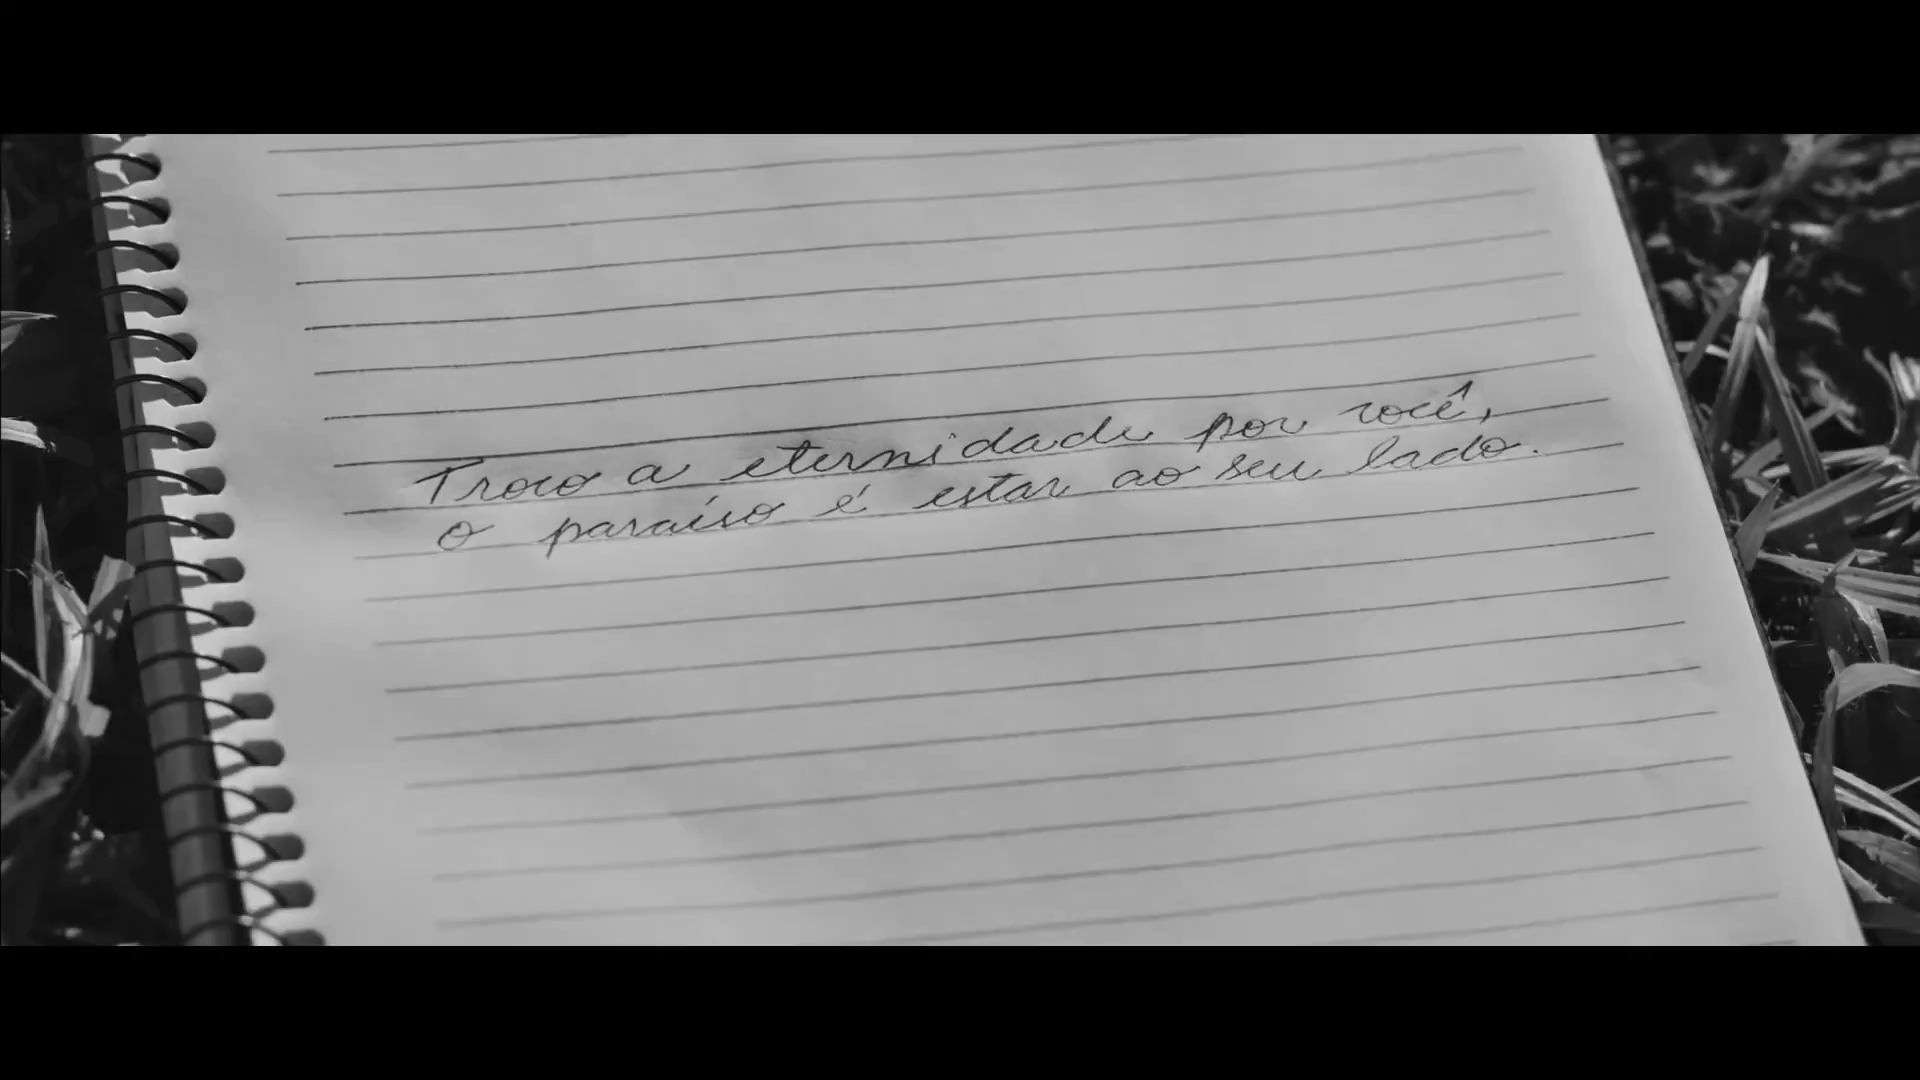 Troco a eternidade por você,
o paraíso é estar ao seu lado.